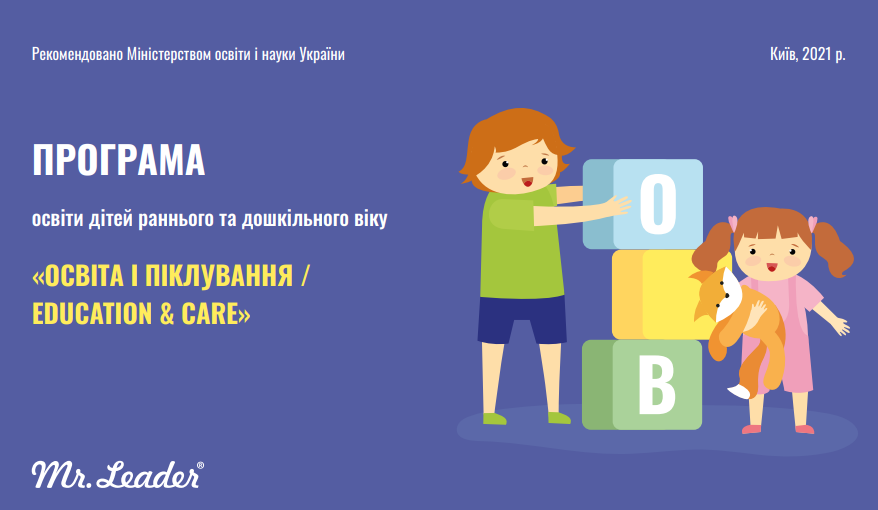 Рекомендовано Міністерством освіти і науки України
Київ, 2021 р.
ПРОГРАМА
освіти дітей раннього та дошкільного віку
«ОСВІТА І ПІКЛУВАННЯ /
EDUCATION & CARE»
О
В
Mr. Leader®